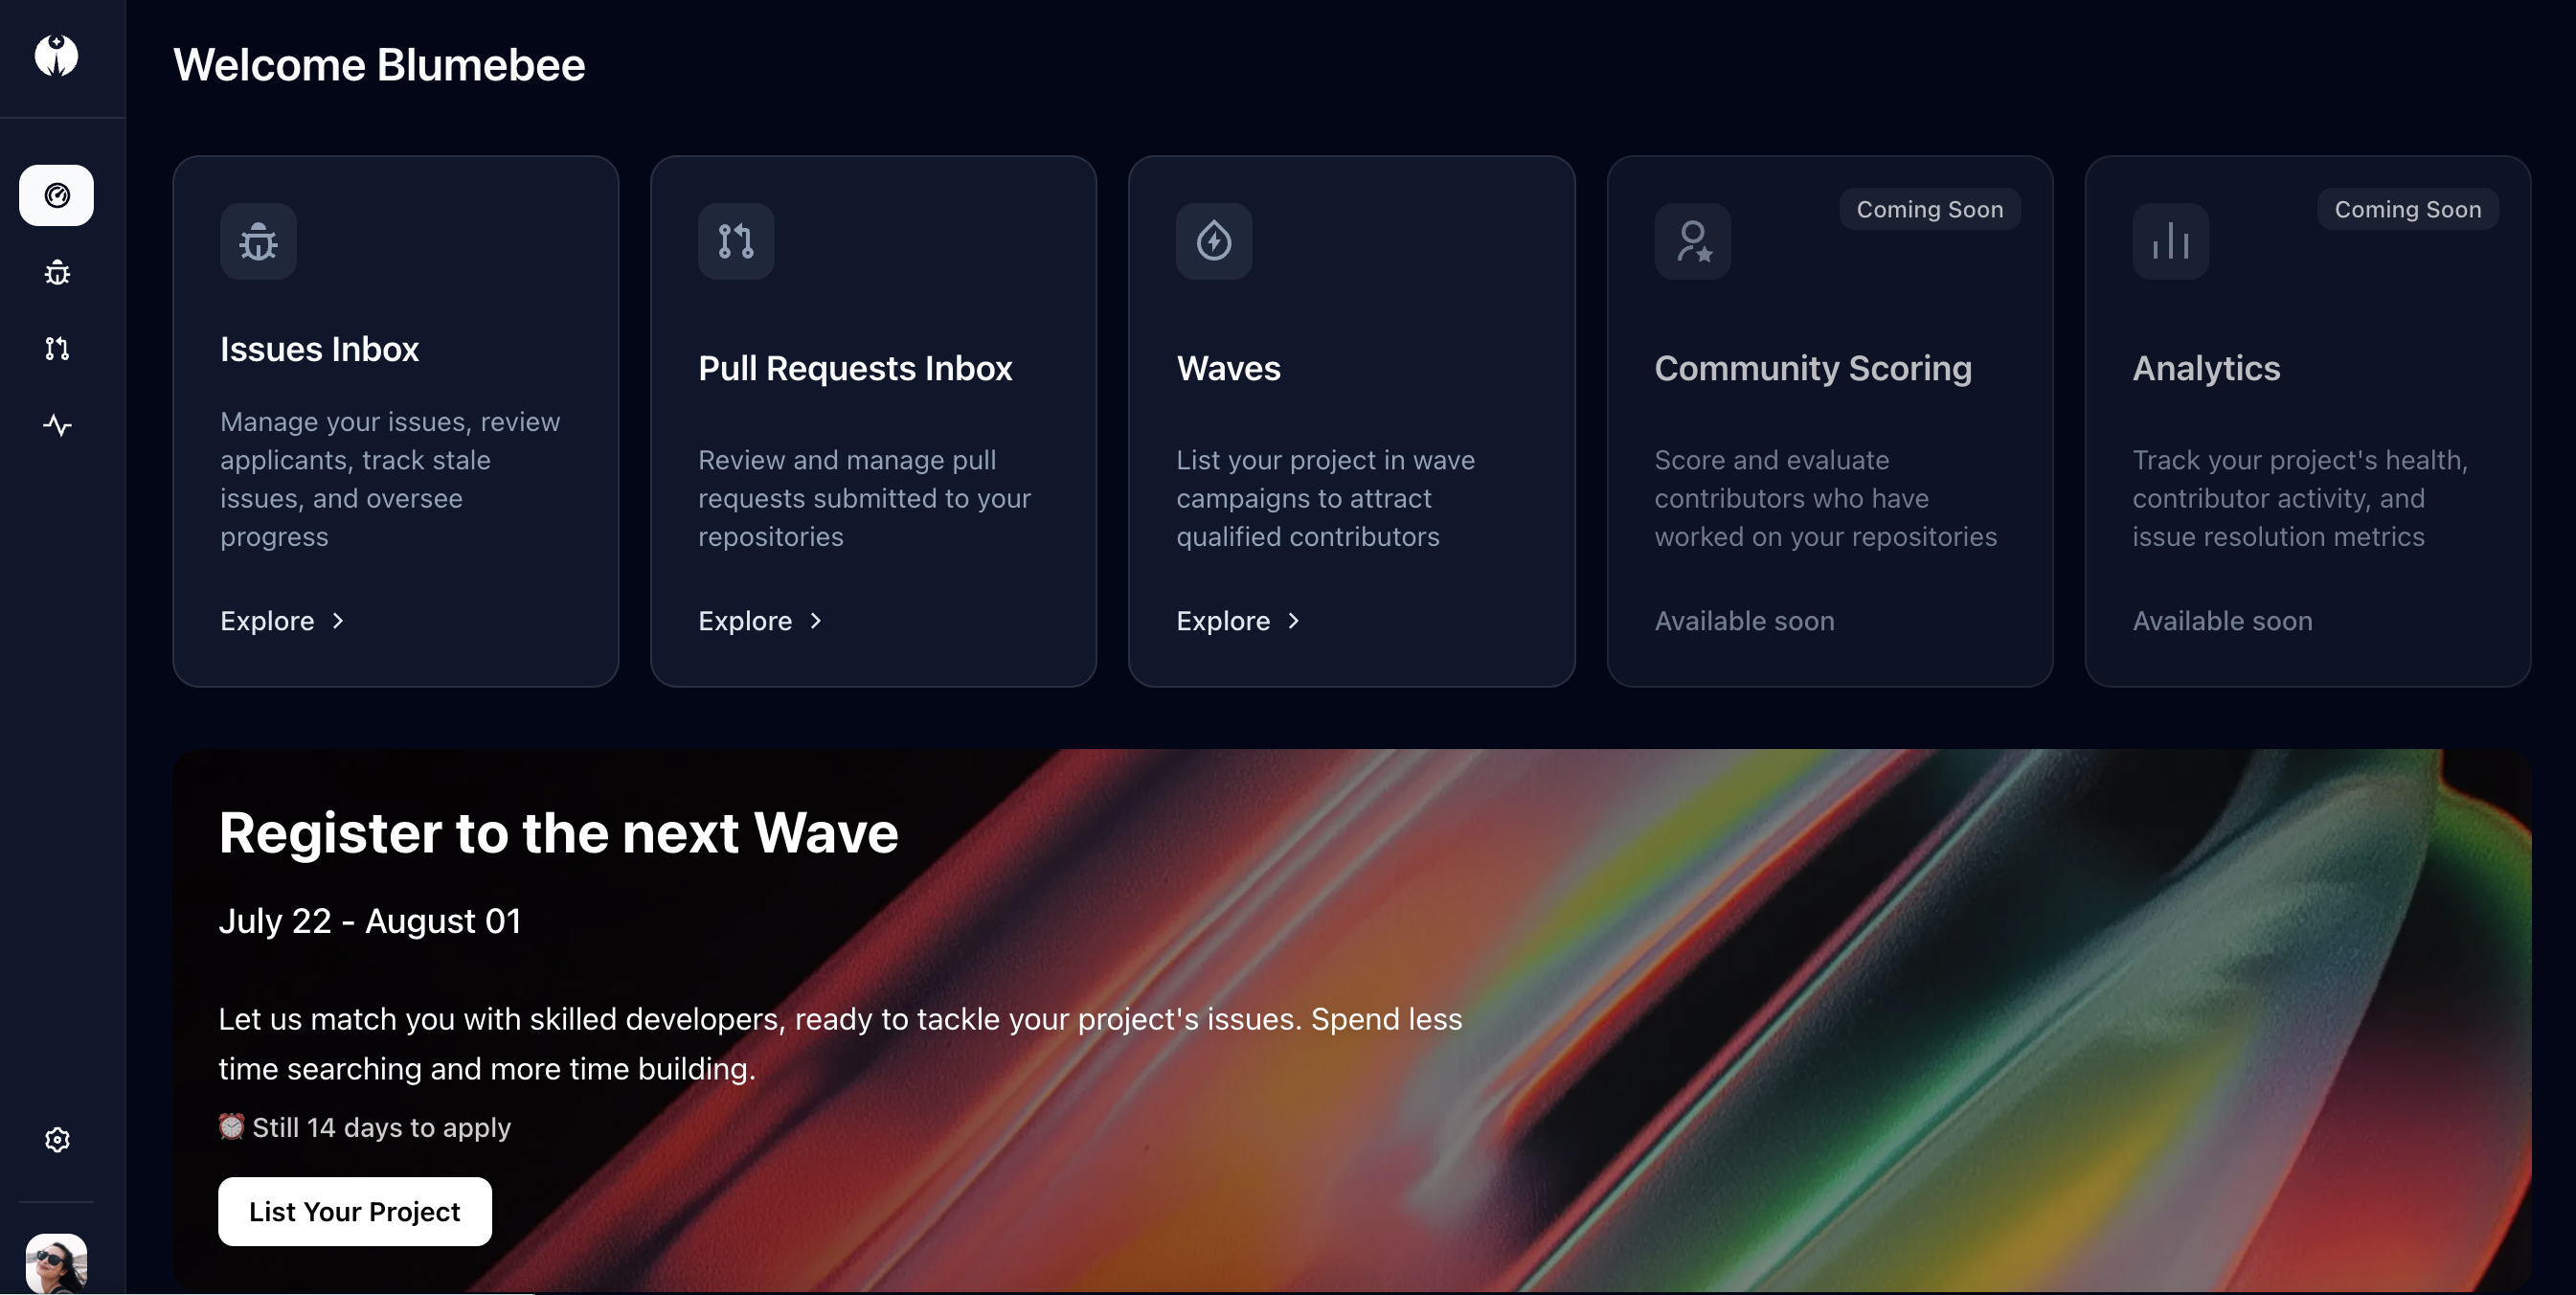 Welcome Blumebee
Issues Inbox
Manage your issues, review
applicants, track stale
issues, and oversee
progress
Explore
Pull Requests Inbox
Review and manage pull
requests submitted to your
repositories
Explore
Waves
List your project in wave
campaigns to attract
qualified contributors
Explore
Coming Soon
Community Scoring
Score and evaluate
contributors who have
worked on your repositories
Available soon
Coming Soon
Analytics
Track your project's health,
contributor activity, and
issue resolution metrics
Available soon
Register to the next Wave
July 22 - August 01
Let us match you with skilled developers, ready to tackle your project's issues. Spend less
time searching and more time building.
⏰ Still 14 days to apply
List Your Project